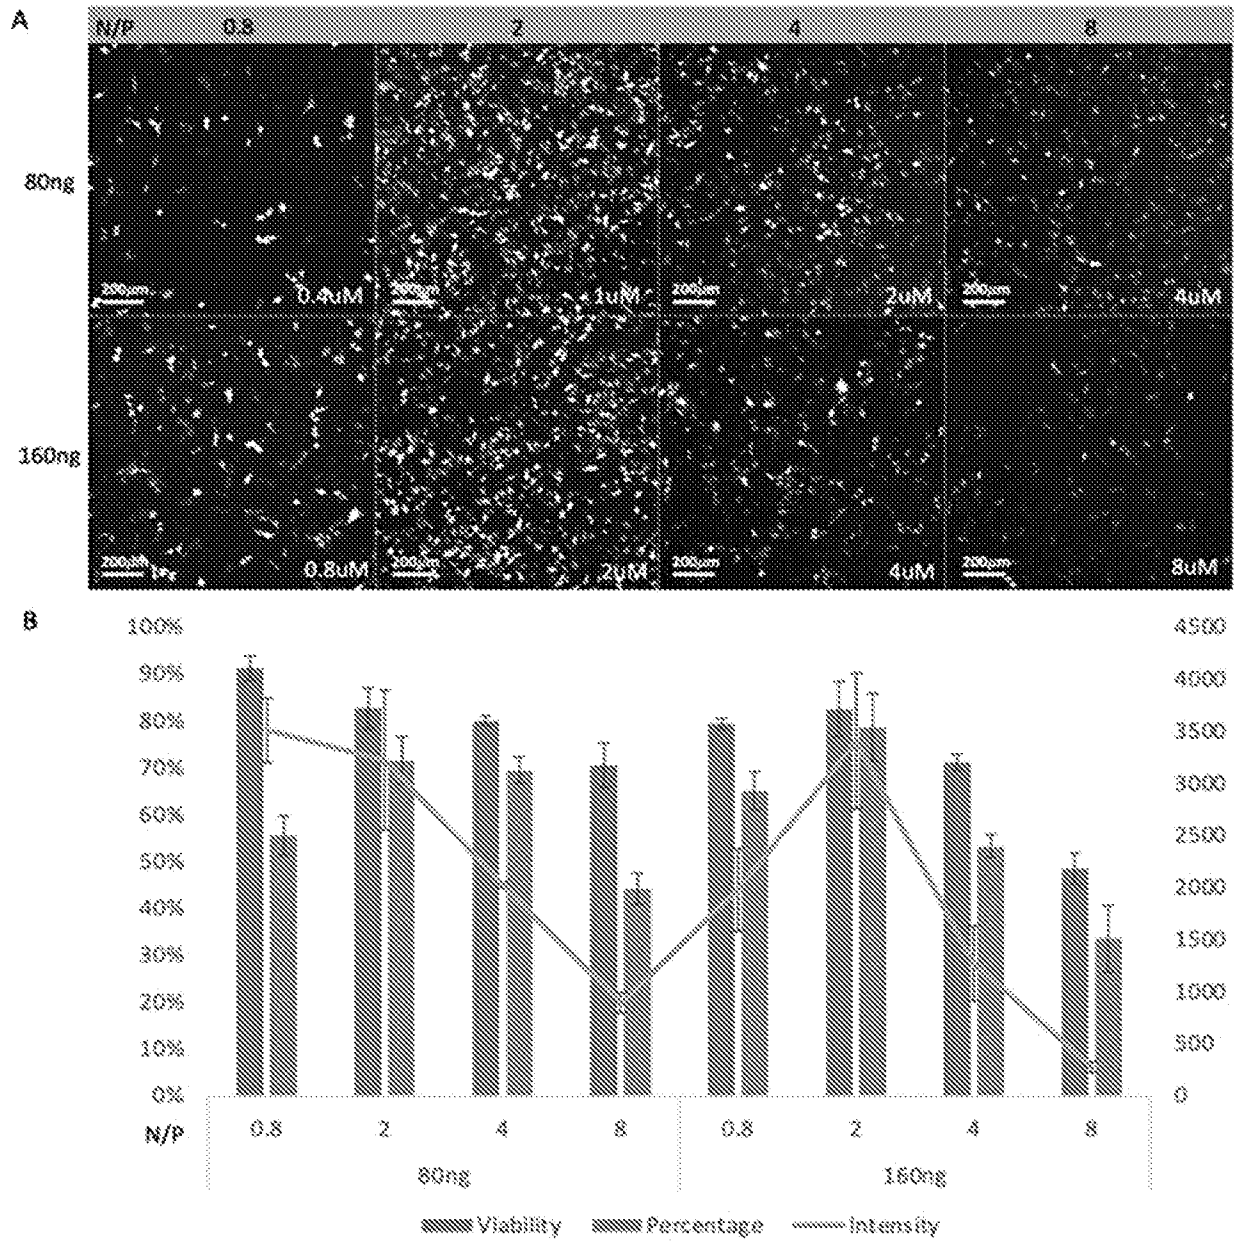 A
N/P 0.8 2 4 8
80ng
200μm 0.4uM 200μm 1uM 200μm 2uM 200μm 4uM
160ng
200μm 0.8uM 200μm 2uM 200μm 4uM 200μm 8uM
B
100% 4500
90% 4000
80% 3500
70% 3000
60% 2500
50% 2000
40% 1500
30% 1000
20% 500
10% 0
0%
N/P 0.8 2 4 8 0.8 2 4 8
80ng 160ng
Viability Percentage Intensity